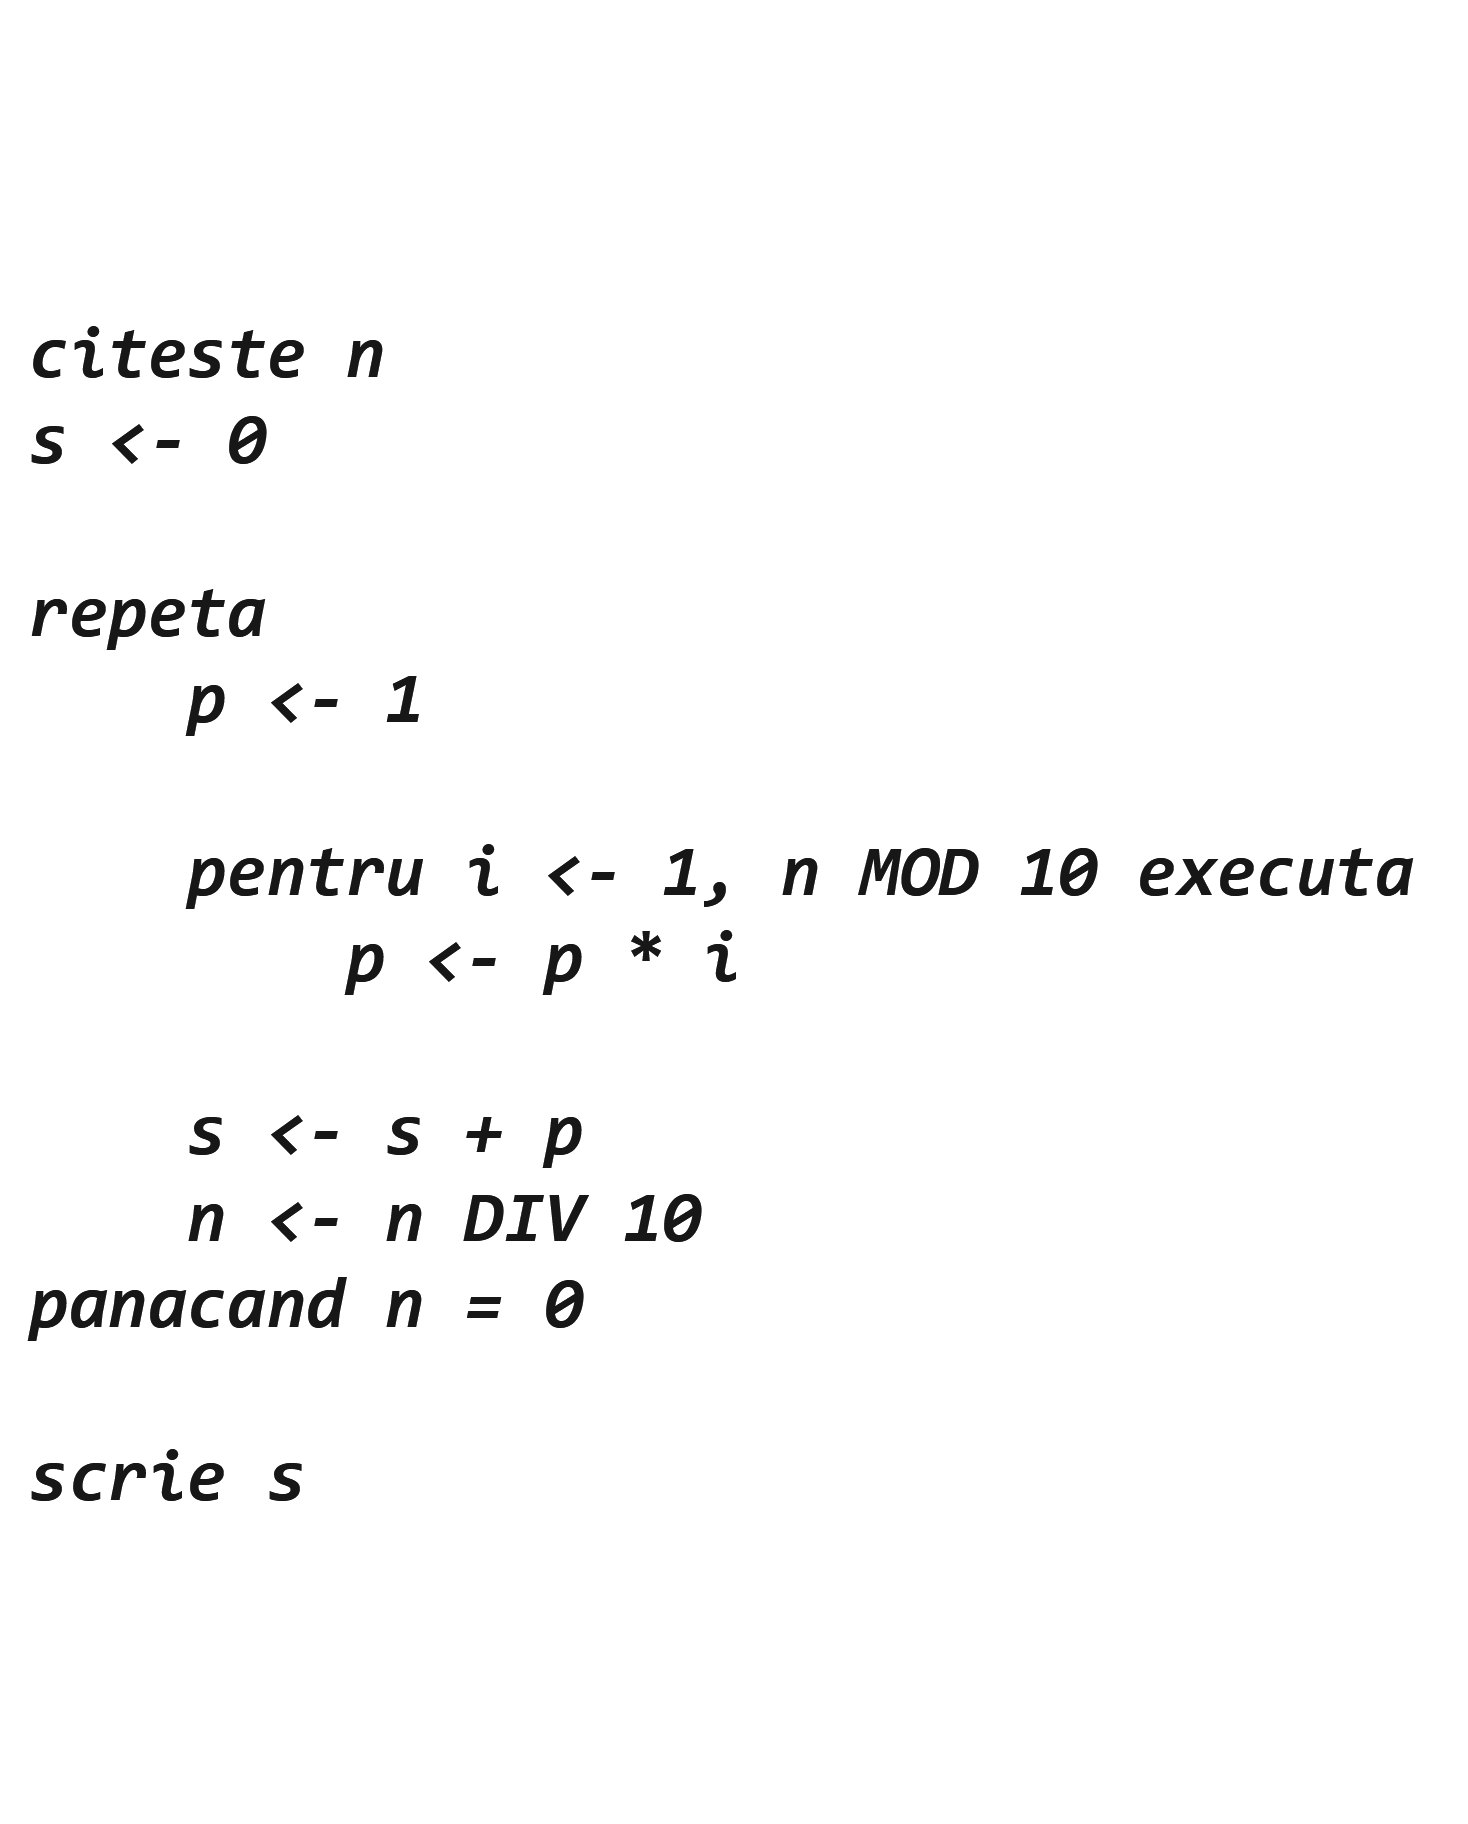 citeste n
s <- 0
repeta
p <- 1
pentru i <- 1, n MOD 10 executa
p <- p * i
s <- s + p
n <- n DIV 10
panacand n = 0
scrie s